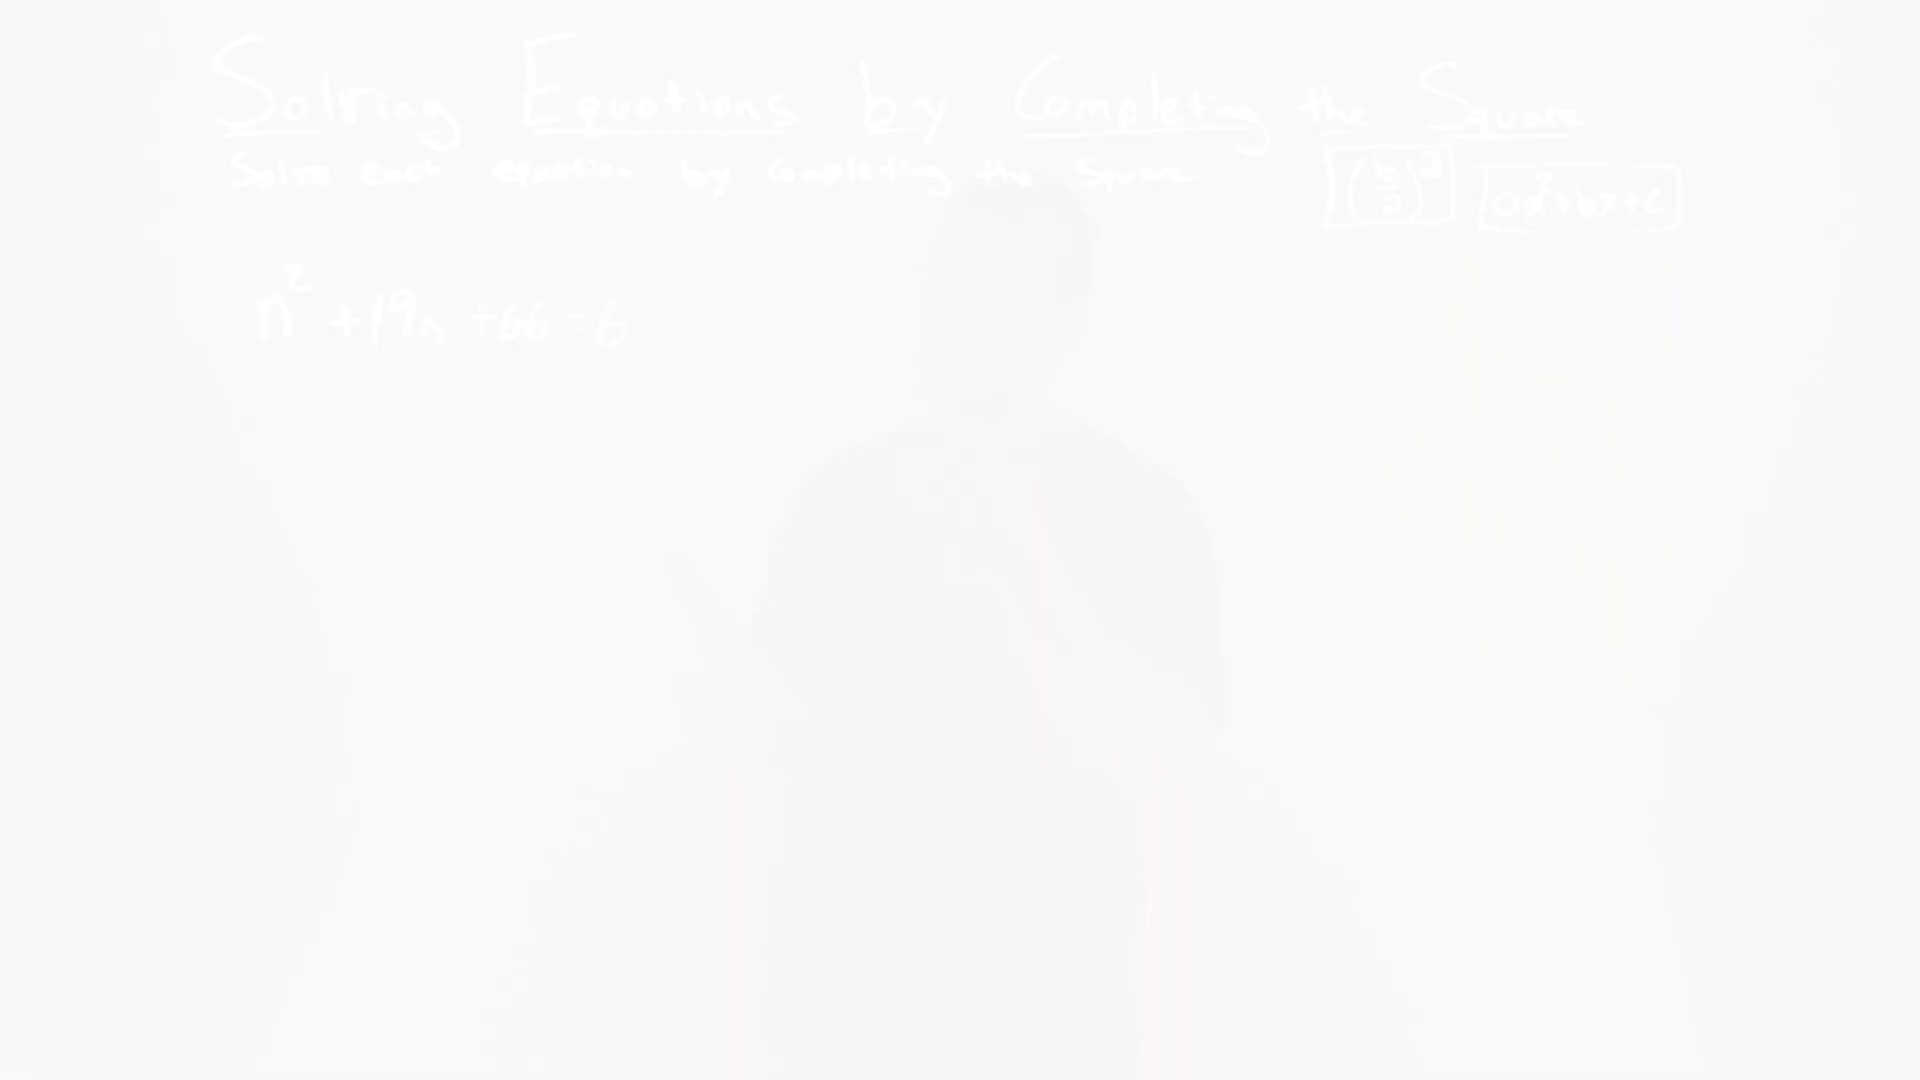 Solving Equations by Completing the Square
Solve each equation by Completing the Square
(b/2)² ax²+bx+c
n² +19n +66=6